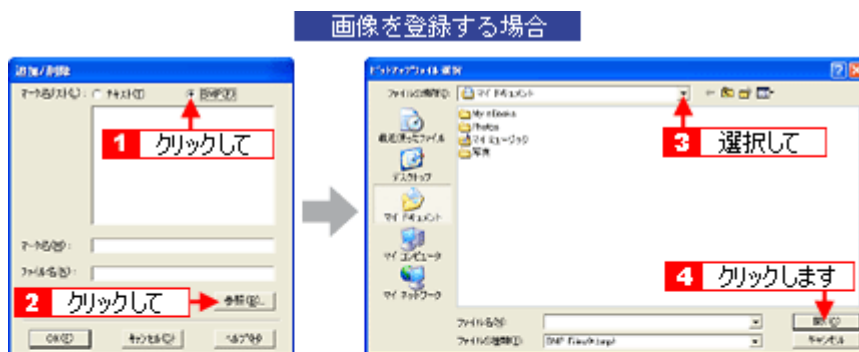 画像を登録する場合
追加/削除
マーク名リスト(L): テキスト(T) BMP(P)
1 クリックして
マーク名(M):
ファイル名(N):
2 クリックして 参照(B)...
OK(O) キャンセル(C) ヘルプ(H)
ビットマップファイル選択
ファイルの場所(I): マイ ドキュメント
3 選択して
最近使ったファイル
デスクトップ
マイ ドキュメント
マイ コンピュータ
マイ ネットワーク
My eBooks
Photos
マイ ミュージック
写真
4 クリックします
ファイル名(N): 開く(O)
ファイルの種類(T): BMP Files(*.bmp) キャンセル